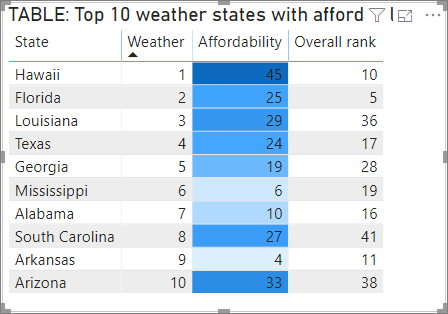 TABLE: Top 10 weather states with afford
State Weather Affordability Overall rank
Hawaii 1 45 10
Florida 2 25 5
Louisiana 3 29 36
Texas 4 24 17
Georgia 5 19 28
Mississippi 6 6 19
Alabama 7 10 16
South Carolina 8 27 41
Arkansas 9 4 11
Arizona 10 33 38